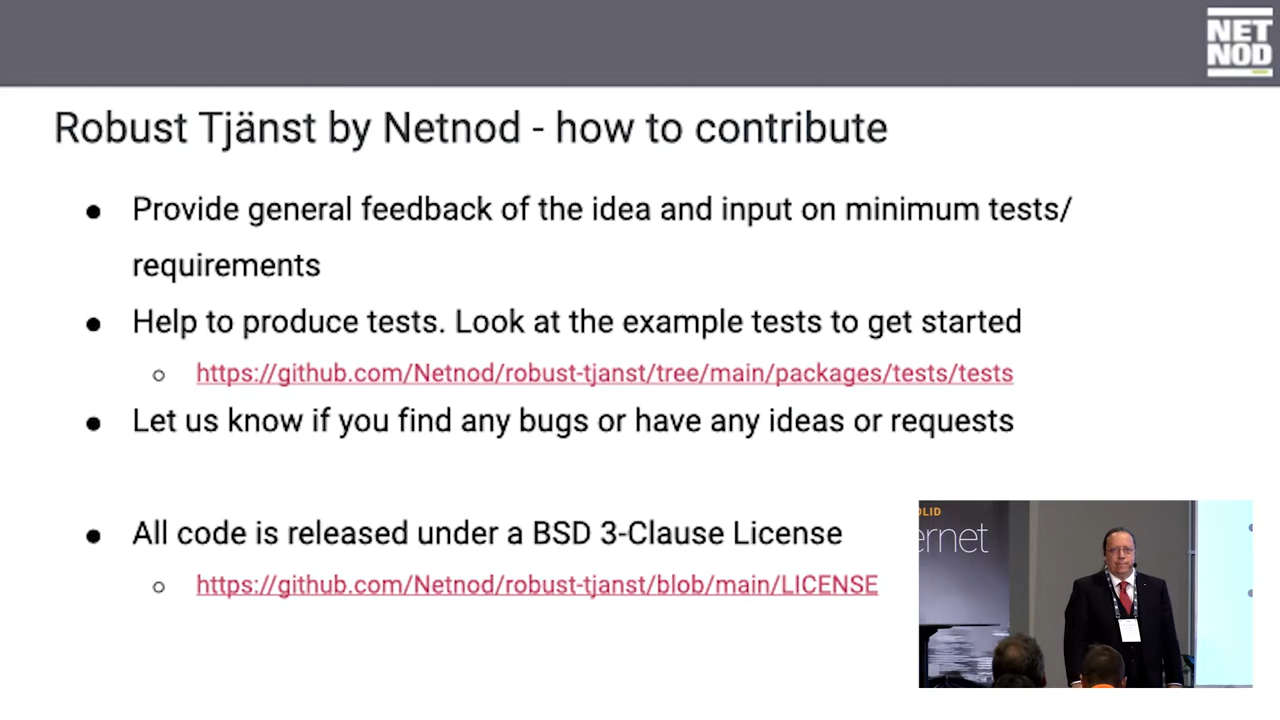 NET
NOD
Robust Tjänst by Netnod - how to contribute
● Provide general feedback of the idea and input on minimum tests/
requirements
● Help to produce tests. Look at the example tests to get started
○ https://github.com/Netnod/robust-tjanst/tree/main/packages/tests/tests
● Let us know if you find any bugs or have any ideas or requests
● All code is released under a BSD 3-Clause License
○ https://github.com/Netnod/robust-tjanst/blob/main/LICENSE
OLID
ernet